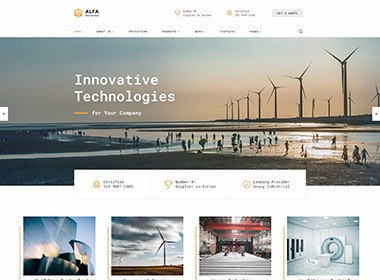 ALFA
Number #1
Supplier in Europe
Certified
ISO 9001:2008
GET A QUOTE
HOME
ABOUT US
PRODUCTION
PRODUCTS
NEWS
CONTACTS
PAGES
Innovative
Technologies
for Your Company
Certified
ISO 9001:2008
Number #1
Supplier in Europe
Leading Provider
Heavy Industrial